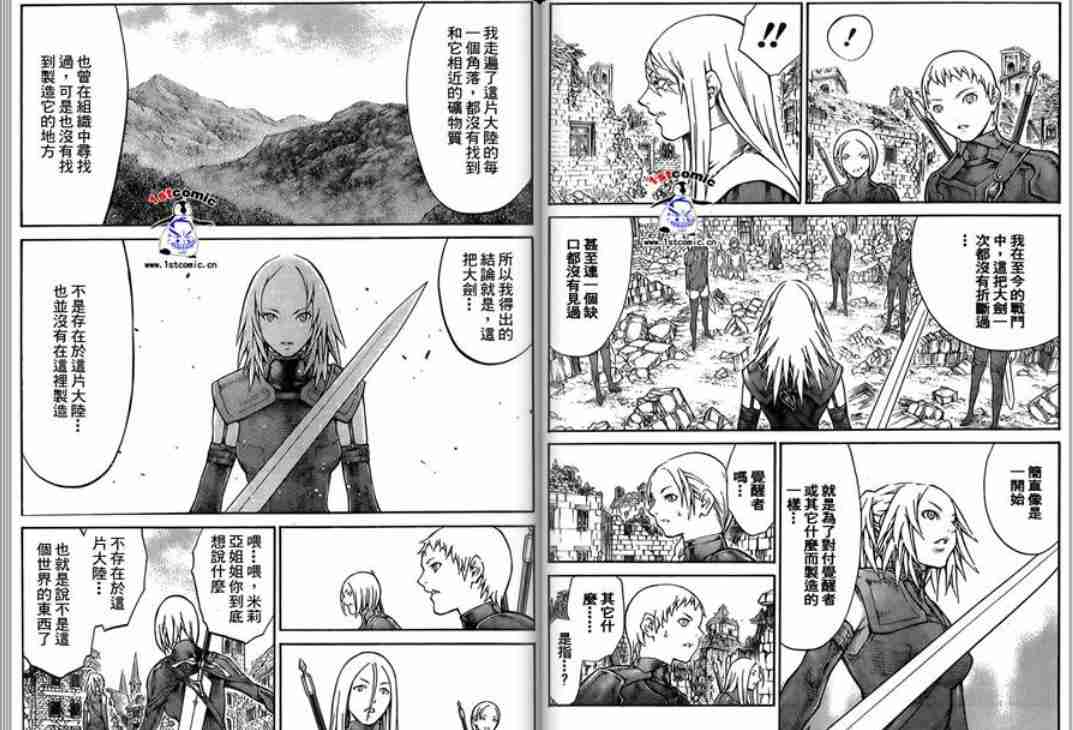 !
!!
我在至今的戰鬥
中，這把大劍一
次都沒有折斷過
…
甚至連一個缺
口都沒有見過
簡直像是
一開始
就是為了對付覺醒者
或其它什麼而製造的
一樣…
覺醒者
嗎…
其它什
麼……
是指…?
我走遍了這片大陸的每
一個角落，都沒有找到
和它相近的礦物質
也曾在組織中尋找
過，可是也沒有找
到製造它的地方
所以我得出的
結論就是，這
把大劍…
不是存在於這片大陸…
也並沒有在這裡製造
喂…喂，米莉
亞姐姐你到底
想說什麼
不存在於這
片大陸…
也就是說不是這
個世界的東西了
1stcomic
www.1stcomic.cn
1stcomic
www.1stcomic.cn